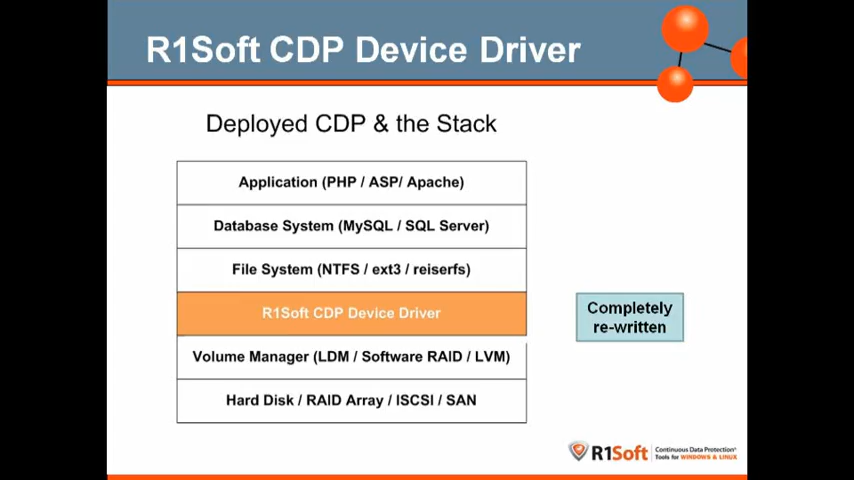 R1Soft CDP Device Driver
Deployed CDP & the Stack
Application (PHP / ASP/ Apache)
Database System (MySQL / SQL Server)
File System (NTFS / ext3 / reiserfs)
R1Soft CDP Device Driver
Completely
re-written
Volume Manager (LDM / Software RAID / LVM)
Hard Disk / RAID Array / ISCSI / SAN
R1Soft
Continuous Data Protection®
Tools for WINDOWS & LINUX